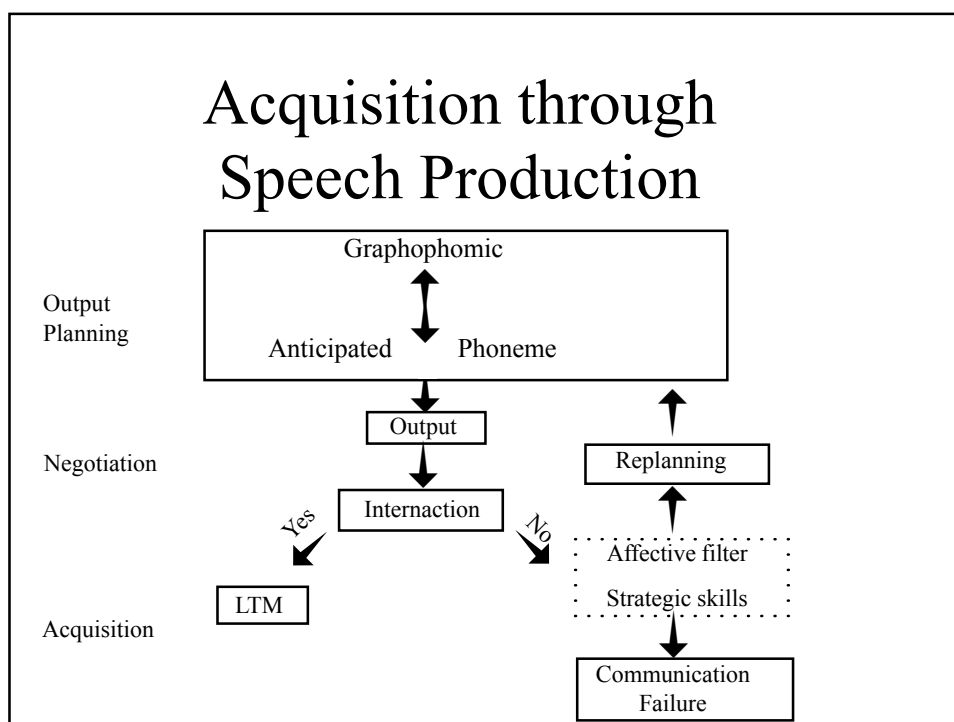 Acquisition through
Speech Production
Graphophomic
Output
Planning
Anticipated Phoneme
Output
Negotiation
Replanning
Internaction
Yes
No
Affective filter
LTM
Strategic skills
Acquisition
Communication
Failure